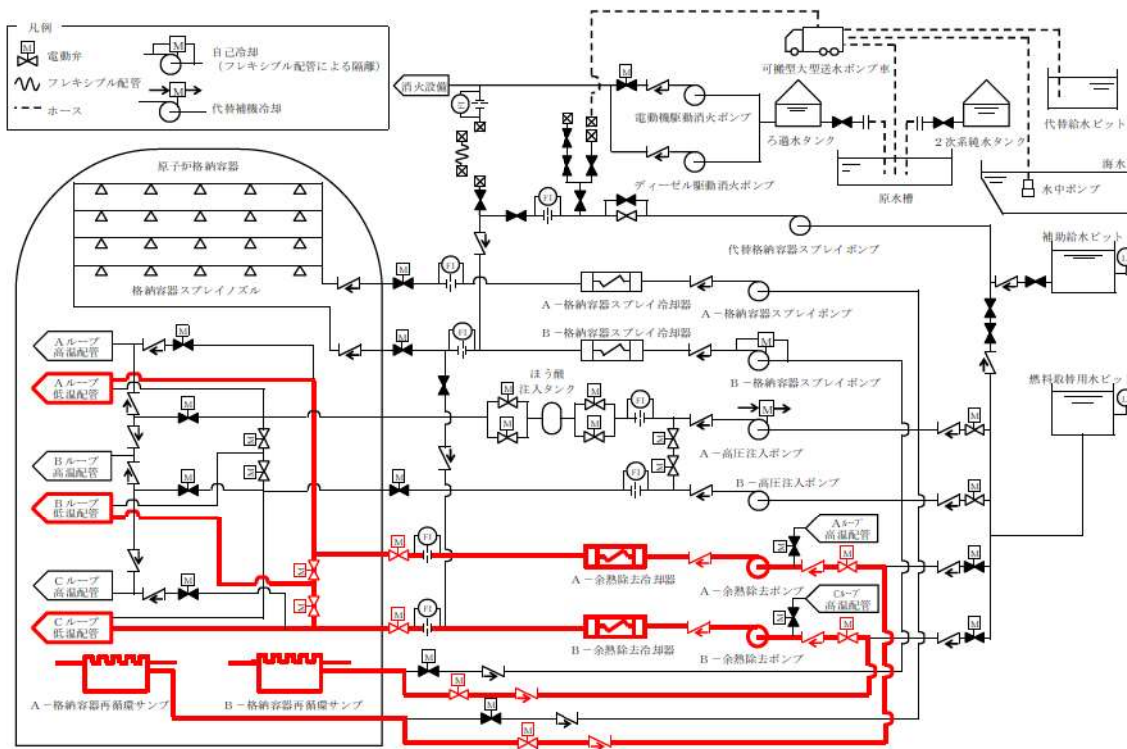 凡例
M
電動弁
フレキシブル配管
ホース
M
自己冷却
(フレキシブル配管による隔離)
M
代替補機冷却
消火設備
FI
M
電動機駆動消火ポンプ
ディーゼル駆動消火ポンプ
可搬型大型送水ポンプ車
ろ過水タンク
2次系純水タンク
原水槽
代替給水ピット
海水
水中ポンプ
補助給水ピット
L
FI
代替格納容器スプレイポンプ
原子炉格納容器
格納容器スプレイノズル
M
FI
A-格納容器スプレイ冷却器
A-格納容器スプレイポンプ
B-格納容器スプレイ冷却器
M
FI
M
B-格納容器スプレイポンプ
燃料取替用水ピット
L
Aループ
高温配管
M
Aループ
低温配管
M
ほう酸
注入タンク
M
M
M
M
FI
M
M
A-高圧注入ポンプ
M
M
M
M
Bループ
高温配管
M
M
FI
B-高圧注入ポンプ
M
Bループ
低温配管
M
FI
A-余熱除去冷却器
A-余熱除去ポンプ
Aループ
高温配管
M
M
M
M
M
Cループ
高温配管
M
Cループ
低温配管
M
FI
B-余熱除去冷却器
B-余熱除去ポンプ
Cループ
高温配管
M
M
M
A-格納容器再循環サンプ
B-格納容器再循環サンプ
M
M
M
M